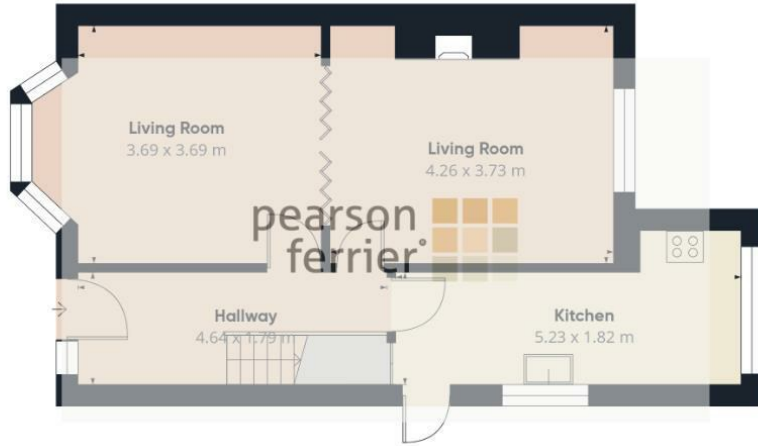 Living Room
3.69 x 3.69 m
Living Room
4.26 x 3.73 m
pearson
ferrier
Hallway
4.64 x 1.79 m
Kitchen
5.23 x 1.82 m